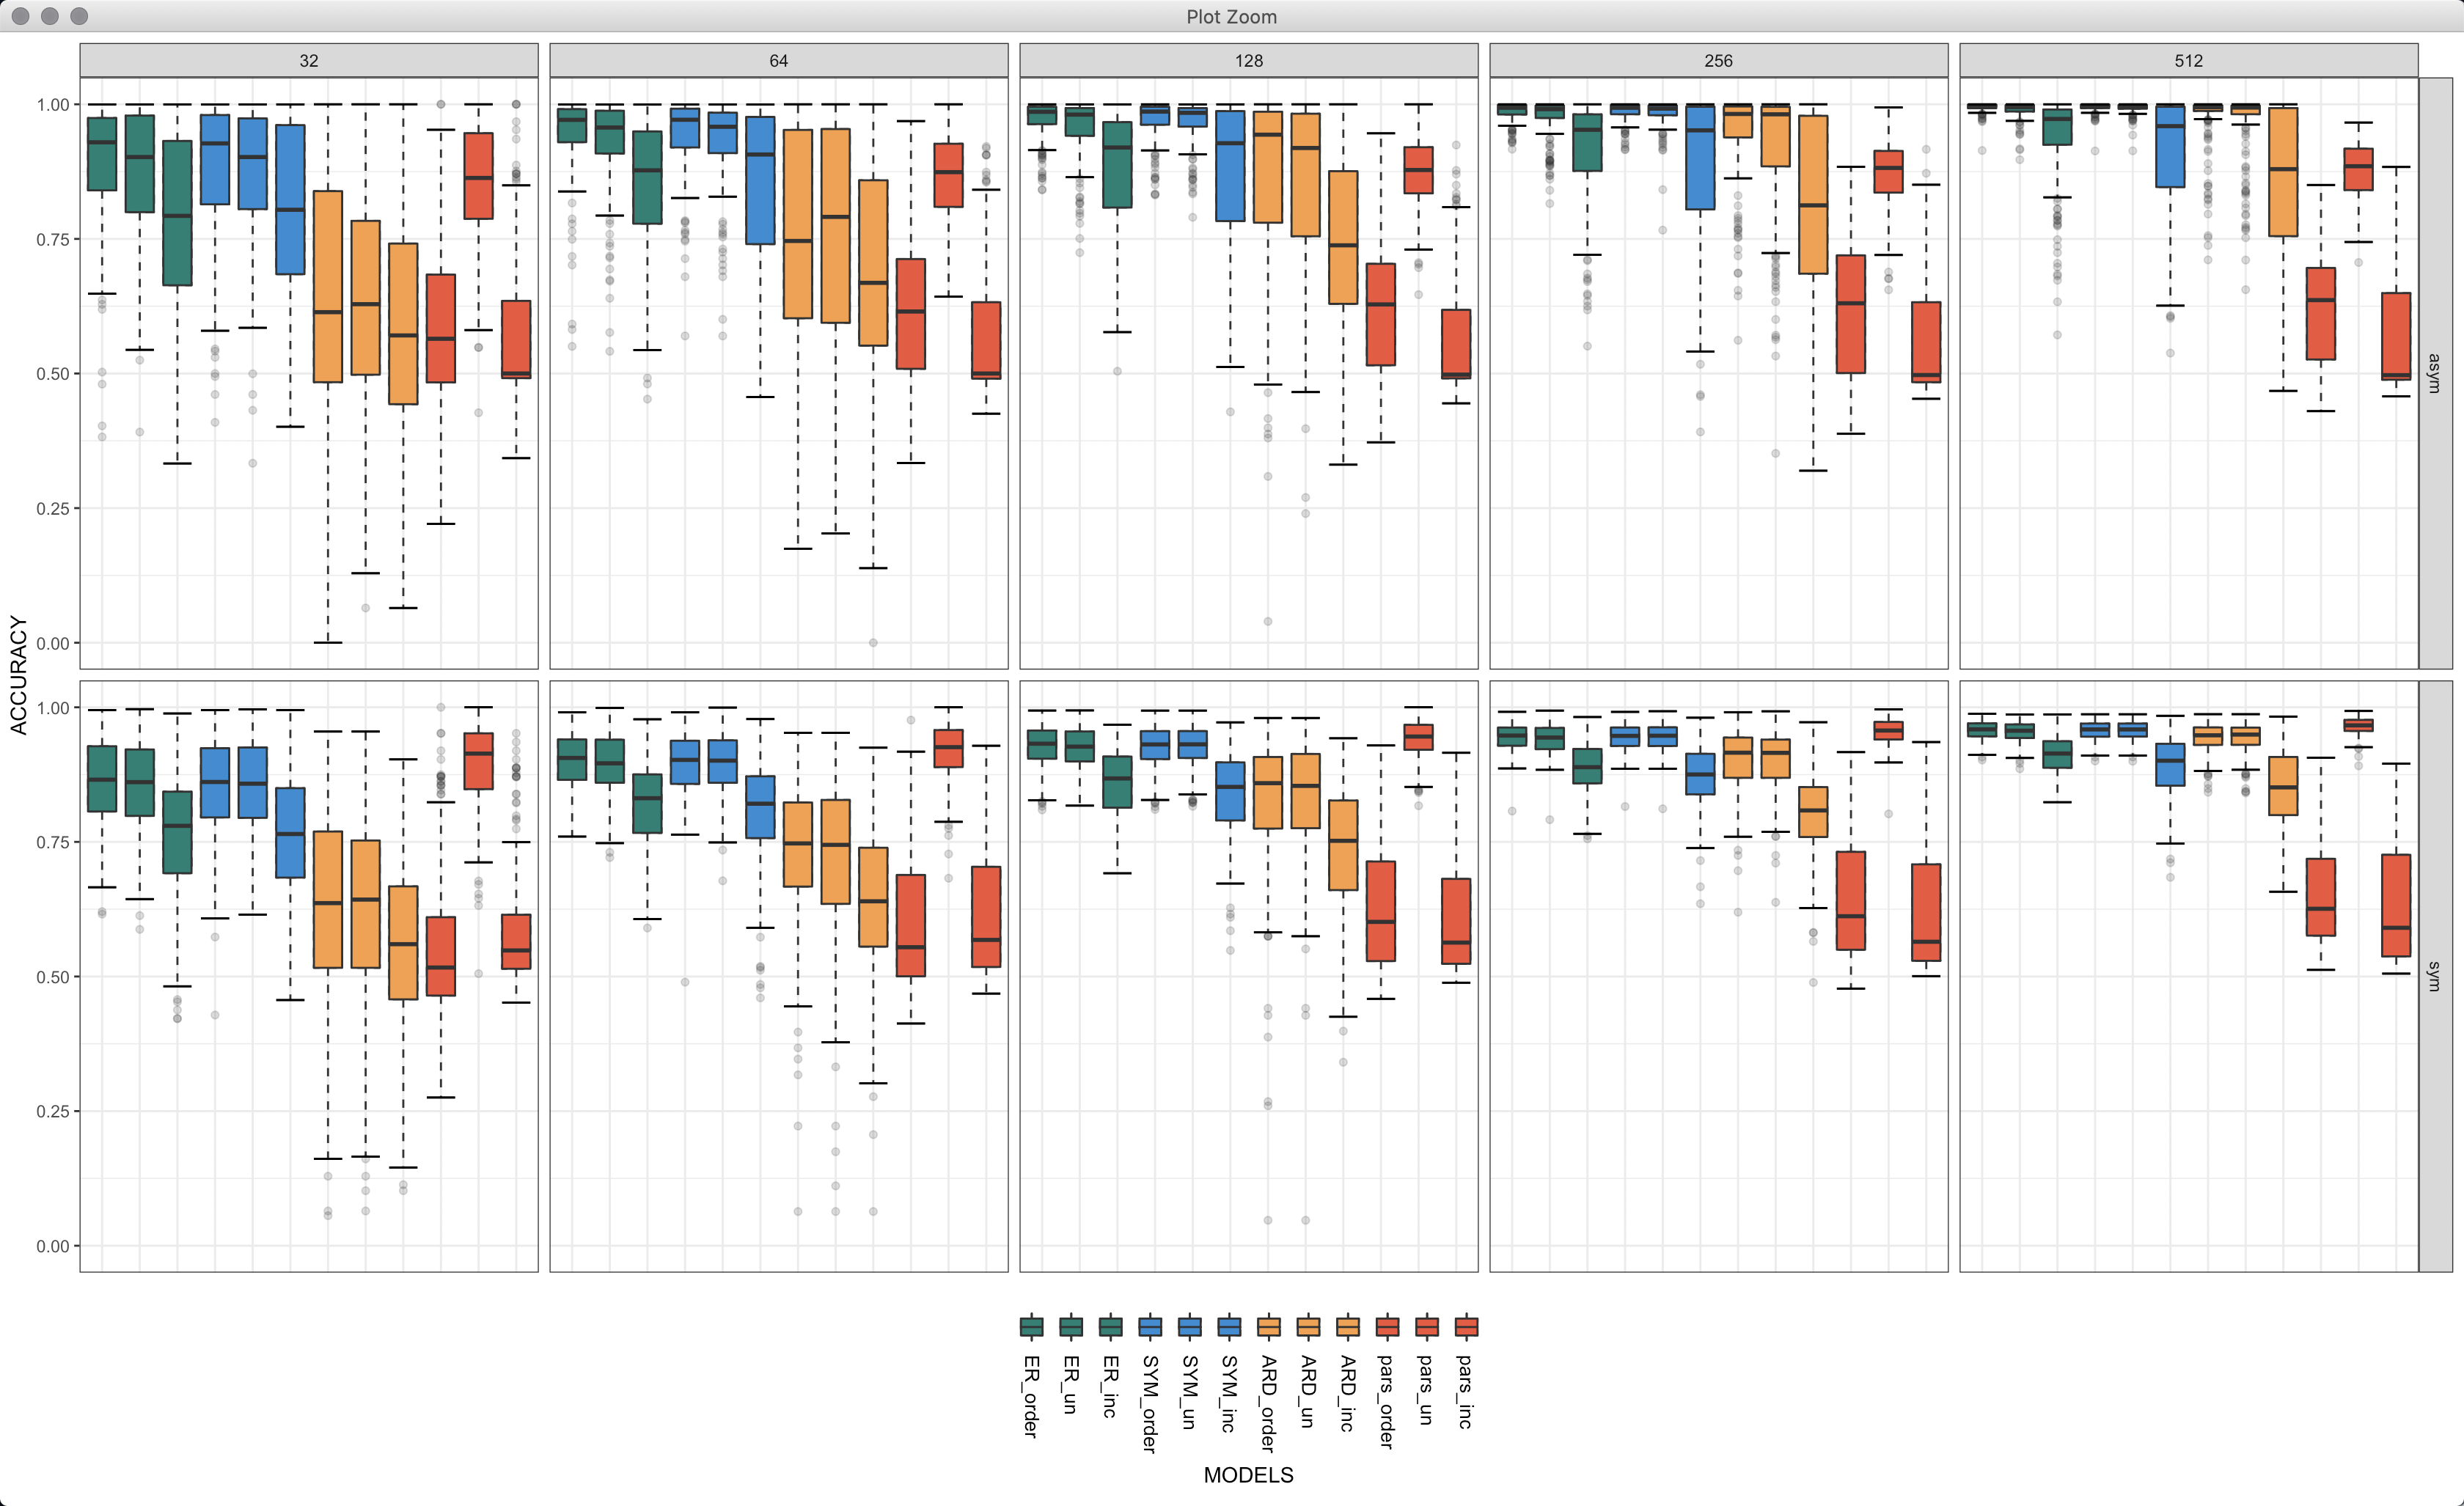 Plot Zoom
32 64 128 256 512
1.00
0.75
0.50
0.25
0.00
asym
ACCURACY
1.00
0.75
0.50
0.25
0.00
sym
ER_order
ER_un
ER_inc
SYM_order
SYM_un
SYM_inc
ARD_order
ARD_un
ARD_inc
pars_order
pars_un
pars_inc
MODELS